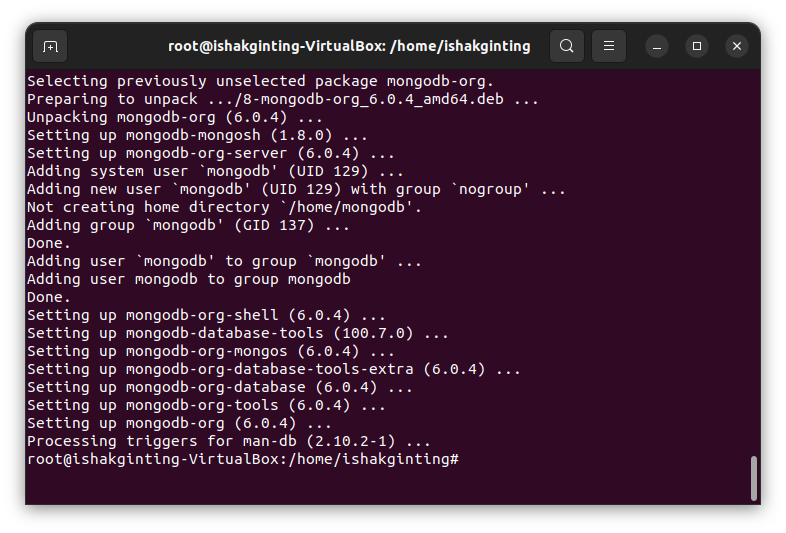 root@ishakginting-VirtualBox: /home/ishakginting
Selecting previously unselected package mongodb-org.
Preparing to unpack .../8-mongodb-org_6.0.4_amd64.deb ...
Unpacking mongodb-org (6.0.4) ...
Setting up mongodb-mongosh (1.8.0) ...
Setting up mongodb-org-server (6.0.4) ...
Adding system user `mongodb' (UID 129) ...
Adding new user `mongodb' (UID 129) with group `nogroup' ...
Not creating home directory `/home/mongodb'.
Adding group `mongodb' (GID 137) ...
Done.
Adding user `mongodb' to group `mongodb' ...
Adding user mongodb to group mongodb
Done.
Setting up mongodb-org-shell (6.0.4) ...
Setting up mongodb-database-tools (100.7.0) ...
Setting up mongodb-org-mongos (6.0.4) ...
Setting up mongodb-org-database-tools-extra (6.0.4) ...
Setting up mongodb-org-database (6.0.4) ...
Setting up mongodb-org-tools (6.0.4) ...
Setting up mongodb-org (6.0.4) ...
Processing triggers for man-db (2.10.2-1) ...
root@ishakginting-VirtualBox:/home/ishakginting#